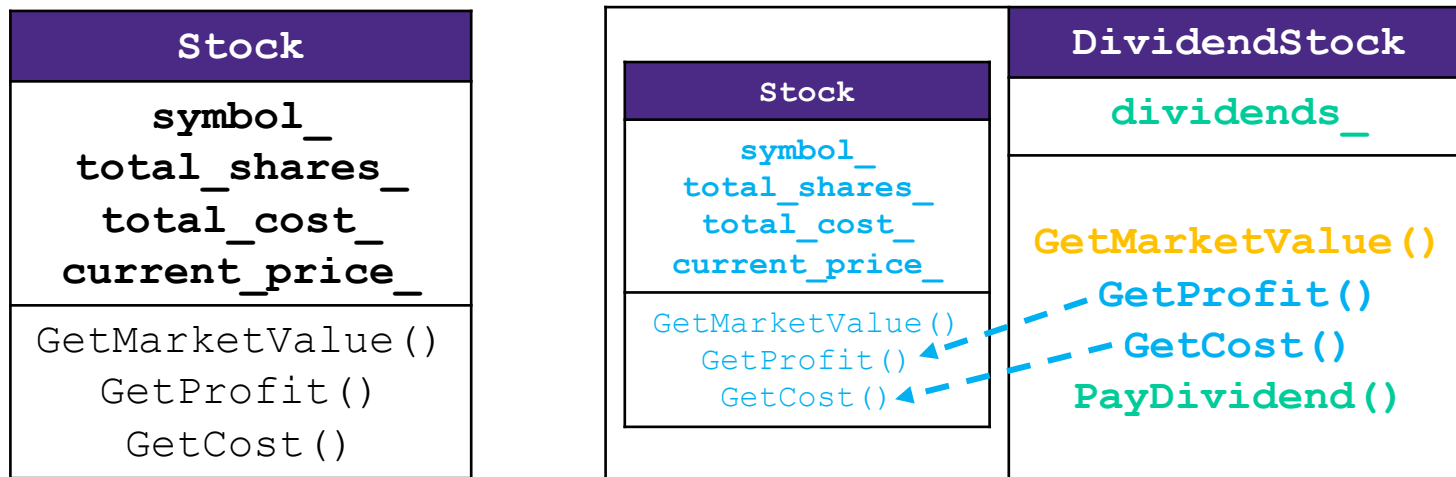 Stock
symbol_
total_shares_
total_cost_
current_price_
GetMarketValue()
GetProfit()
GetCost()
Stock
symbol_
total_shares_
total_cost_
current_price_
GetMarketValue()
GetProfit()
GetCost()
DividendStock
dividends_
GetMarketValue()
GetProfit()
GetCost()
PayDividend()